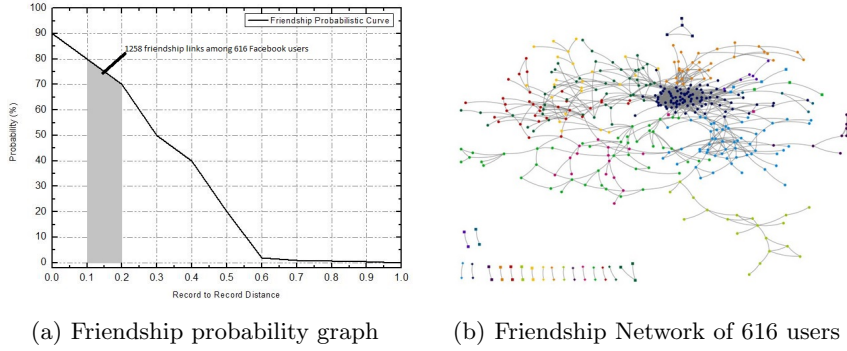 100
Friendship Probabilistic Curve
90
1258 friendship links among 616 Facebook users
80
70
60
50
40
30
20
10
0
Probability (%)
0.0 0.1 0.2 0.3 0.4 0.5 0.6 0.7 0.8 0.9 1.0
Record to Record Distance
(a) Friendship probability graph
(b) Friendship Network of 616 users